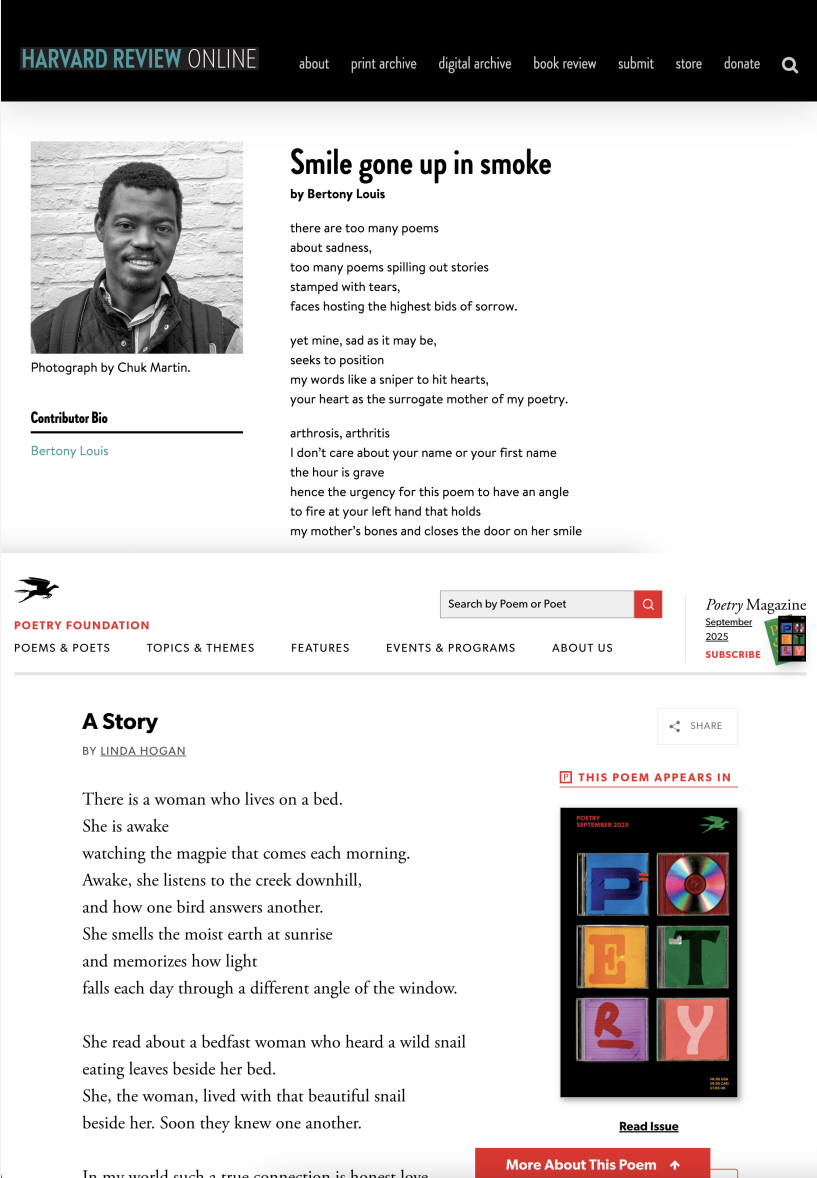 HARVARD REVIEW ONLINE
about print archive digital archive book review submit store donate
Smile gone up in smoke
by Bertony Louis
there are too many poems
about sadness,
too many poems spilling out stories
stamped with tears,
faces hosting the highest bids of sorrow.
yet mine, sad as it may be,
seeks to position
my words like a sniper to hit hearts,
your heart as the surrogate mother of my poetry.
arthrosis, arthritis
I don't care about your name or your first name
the hour is grave
hence the urgency for this poem to have an angle
to fire at your left hand that holds
my mother's bones and closes the door on her smile
Photograph by Chuk Martin.
Contributor Bio
Bertony Louis
POETRY FOUNDATION
Search by Poem or Poet
Poetry Magazine
September
2025
SUBSCRIBE
POEMS & POETS TOPICS & THEMES FEATURES EVENTS & PROGRAMS ABOUT US
A Story
BY LINDA HOGAN
SHARE
There is a woman who lives on a bed.
She is awake
watching the magpie that comes each morning.
Awake, she listens to the creek downhill,
and how one bird answers another.
She smells the moist earth at sunrise
and memorizes how light
falls each day through a different angle of the window.
She read about a bedfast woman who heard a wild snail
eating leaves beside her bed.
She, the woman, lived with that beautiful snail
beside her. Soon they knew one another.
In my world such a true connection is honest love
THIS POEM APPEARS IN
POETRY
SEPTEMBER 2025
P
E T
R Y
Read Issue
More About This Poem